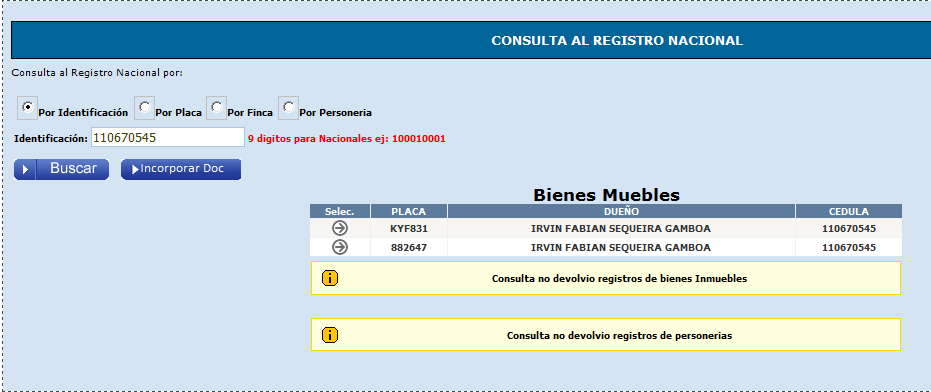 CONSULTA AL REGISTRO NACIONAL
Consulta al Registro Nacional por:
Por Identificación Por Placa Por Finca Por Personeria
Identificación: 110670545 9 digitos para Nacionales ej: 100010001
Buscar Incorporar Doc
Bienes Muebles
Selec. PLACA DUEÑO CEDULA
KYF831 IRVIN FABIAN SEQUEIRA GAMBOA 110670545
882647 IRVIN FABIAN SEQUEIRA GAMBOA 110670545
Consulta no devolvio registros de bienes Inmuebles
Consulta no devolvio registros de personerias